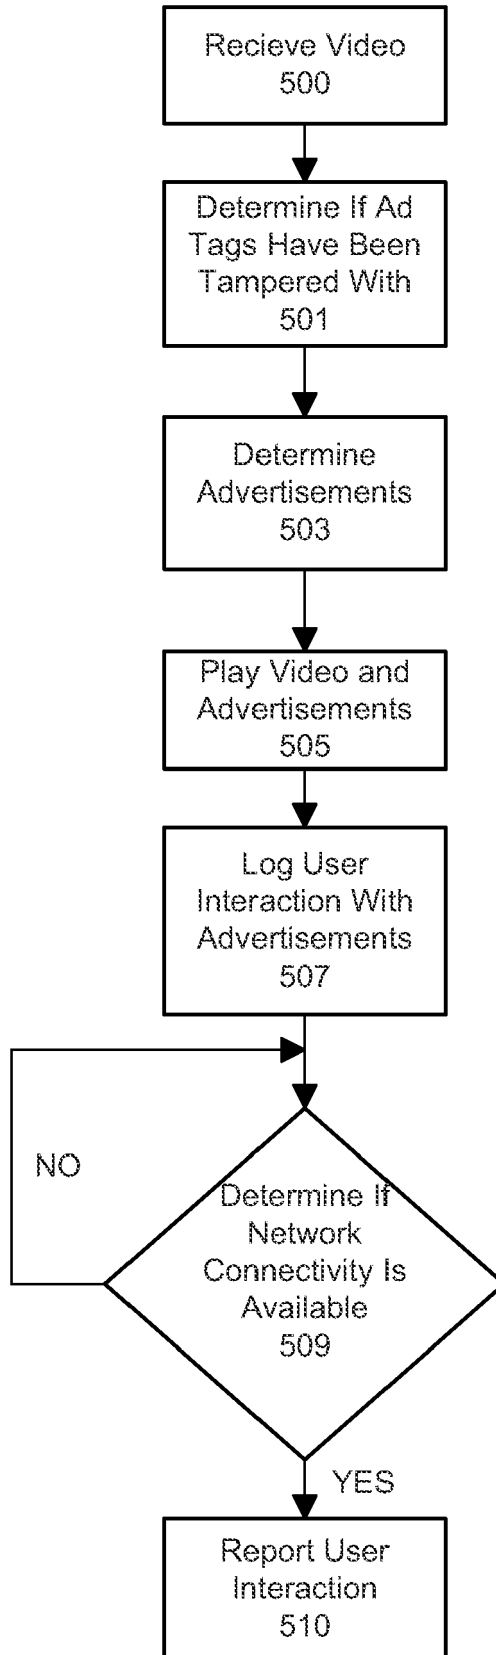 Recieve Video
500
Determine If Ad
Tags Have Been
Tampered With
501
Determine
Advertisements
503
Play Video and
Advertisements
505
Log User
Interaction With
Advertisements
507
NO
Determine If
Network
Connectivity Is
Available
509
YES
Report User
Interaction
510